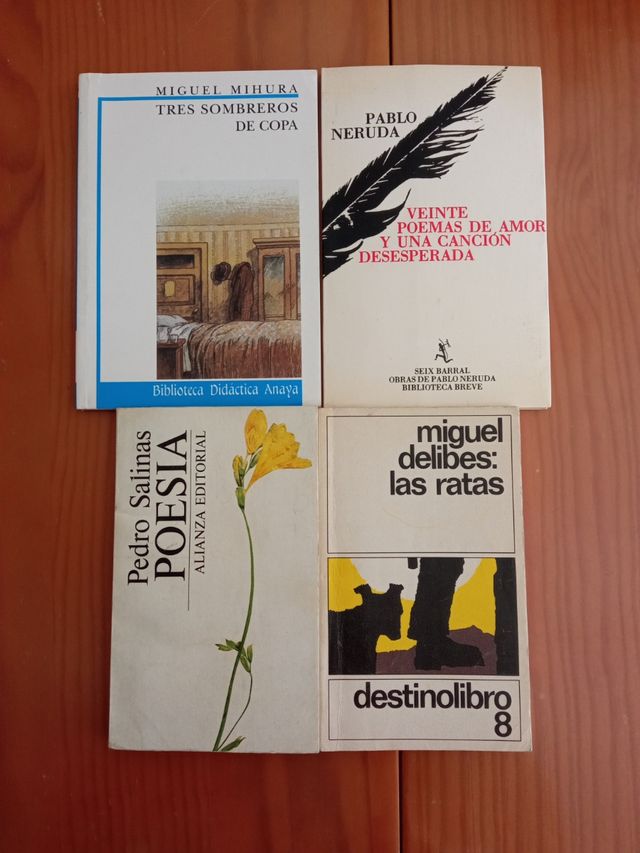 MIGUEL MIHURA
TRES SOMBREROS
DE COPA
Biblioteca Didáctica Anaya
PABLO
NERUDA
VEINTE
POEMAS DE AMOR
Y UNA CANCIÓN
DESESPERADA
SEIX BARRAL
OBRAS DE PABLO NERUDA
BIBLIOTECA BREVE
Pedro Salinas
POESIA
ALIANZA EDITORIAL
miguel
delibes:
las ratas
destinolibro
8